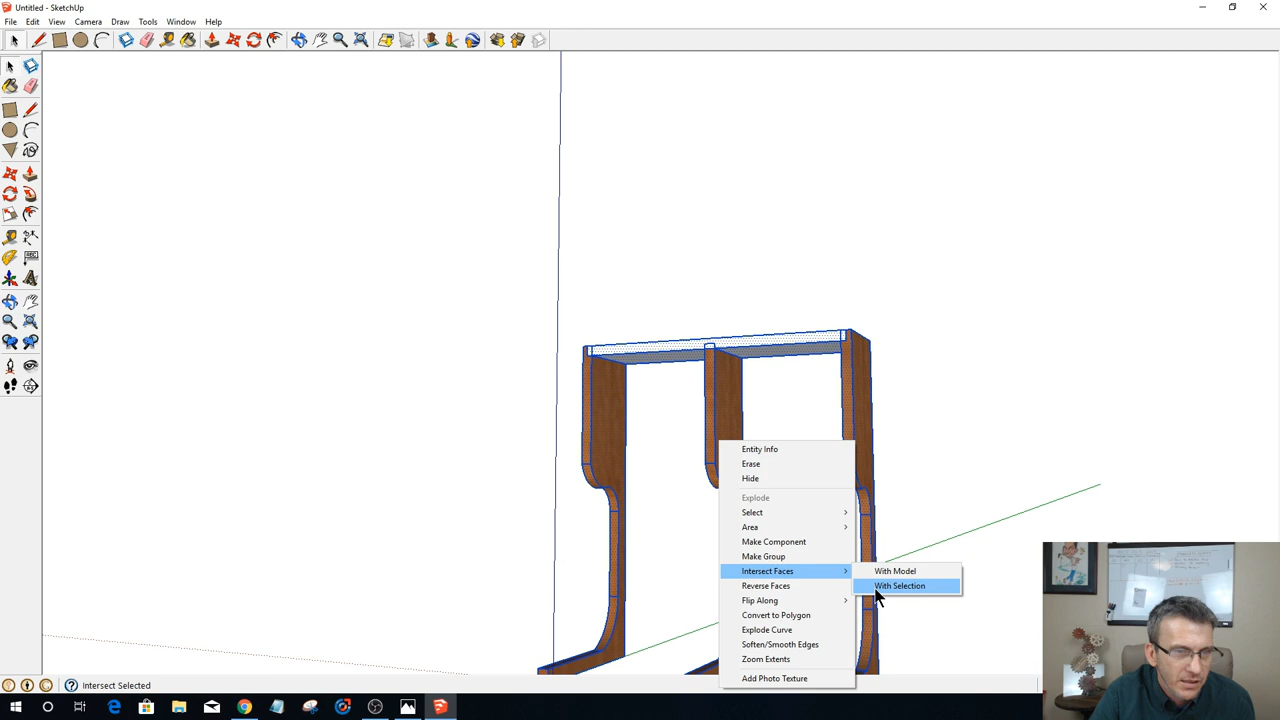 Untitled - SketchUp
File Edit View Camera Draw Tools Window Help
Entity Info
Erase
Hide
Explode
Select
Area
Make Component
Make Group
Intersect Faces
With Model
Reverse Faces
With Selection
Flip Along
Convert to Polygon
Explode Curve
Soften/Smooth Edges
Zoom Extents
Add Photo Texture
Intersect Selected